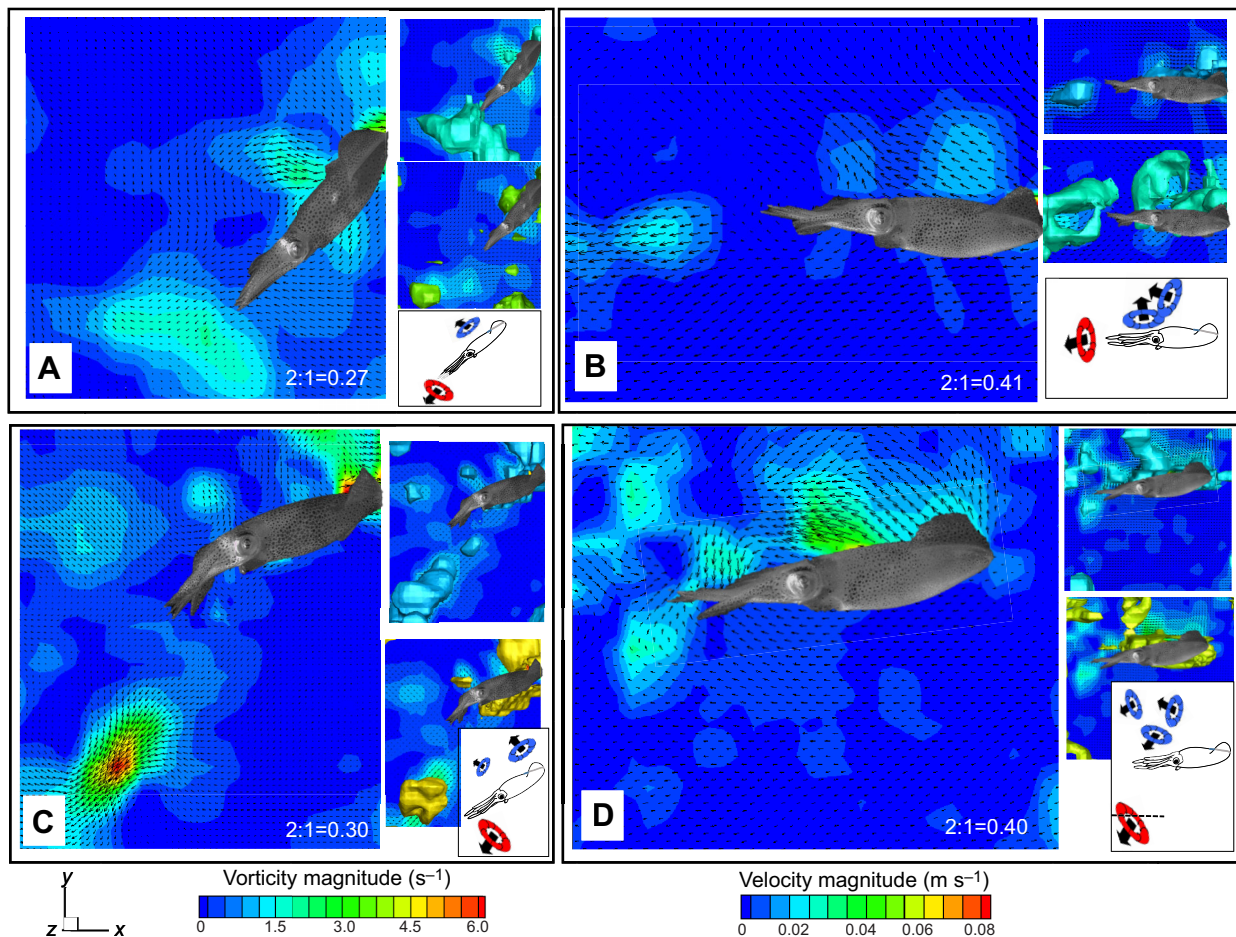 A
2:1=0.27
B
2:1=0.41
C
2:1=0.30
D
2:1=0.40
y
z x
Vorticity magnitude (s⁻¹)
0 1.5 3.0 4.5 6.0
Velocity magnitude (m s⁻¹)
0 0.02 0.04 0.06 0.08